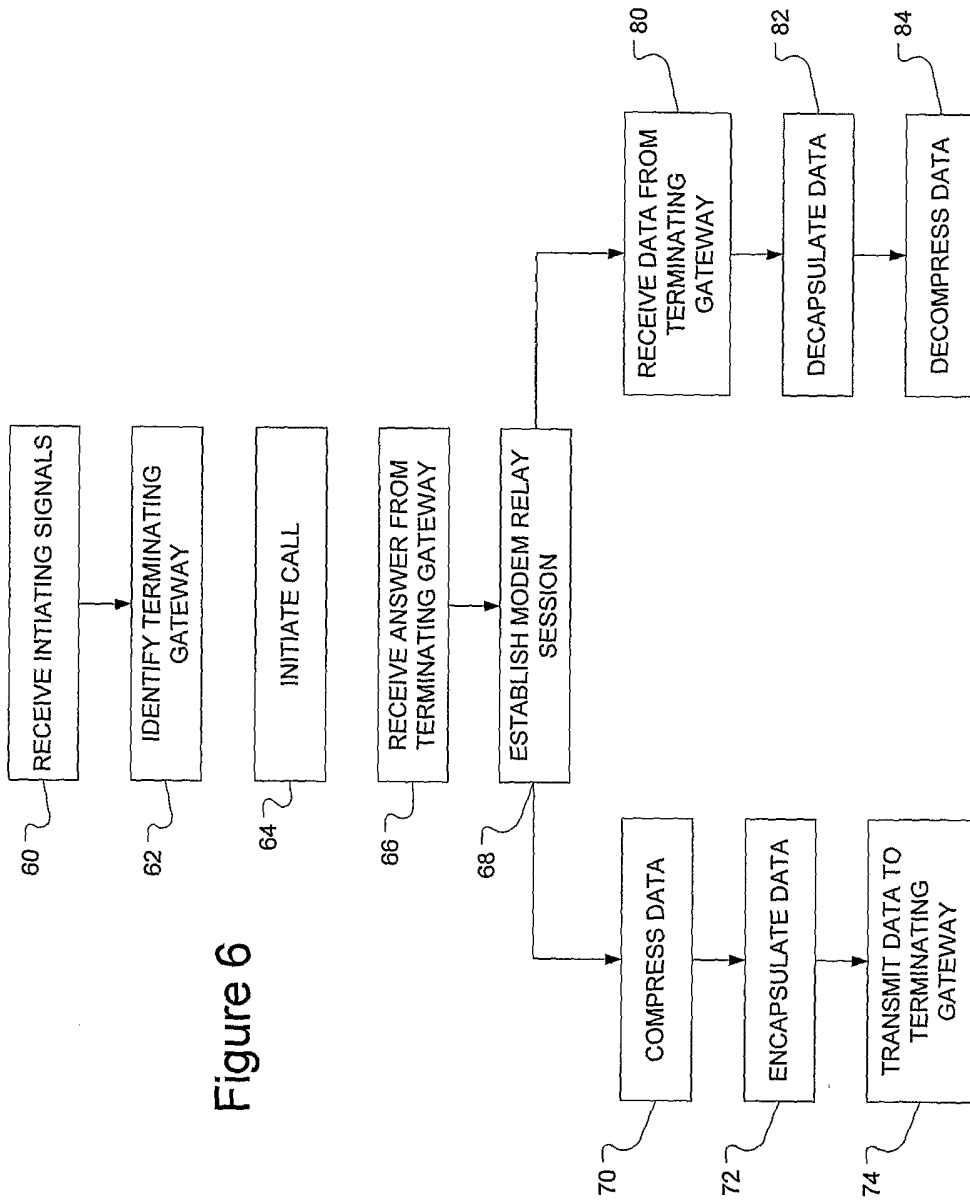 Figure 6
60
RECEIVE INTIATING SIGNALS
62
IDENTIFY TERMINATING
GATEWAY
64
INITIATE CALL
66
RECEIVE ANSWER FROM
TERMINATING GATEWAY
68
ESTABLISH MODEM RELAY
SESSION
70
COMPRESS DATA
72
ENCAPSULATE DATA
74
TRANSMIT DATA TO
TERMINATING
GATEWAY
80
RECEIVE DATA FROM
TERMINATING
GATEWAY
82
DECAPSULATE DATA
84
DECOMPRESS DATA